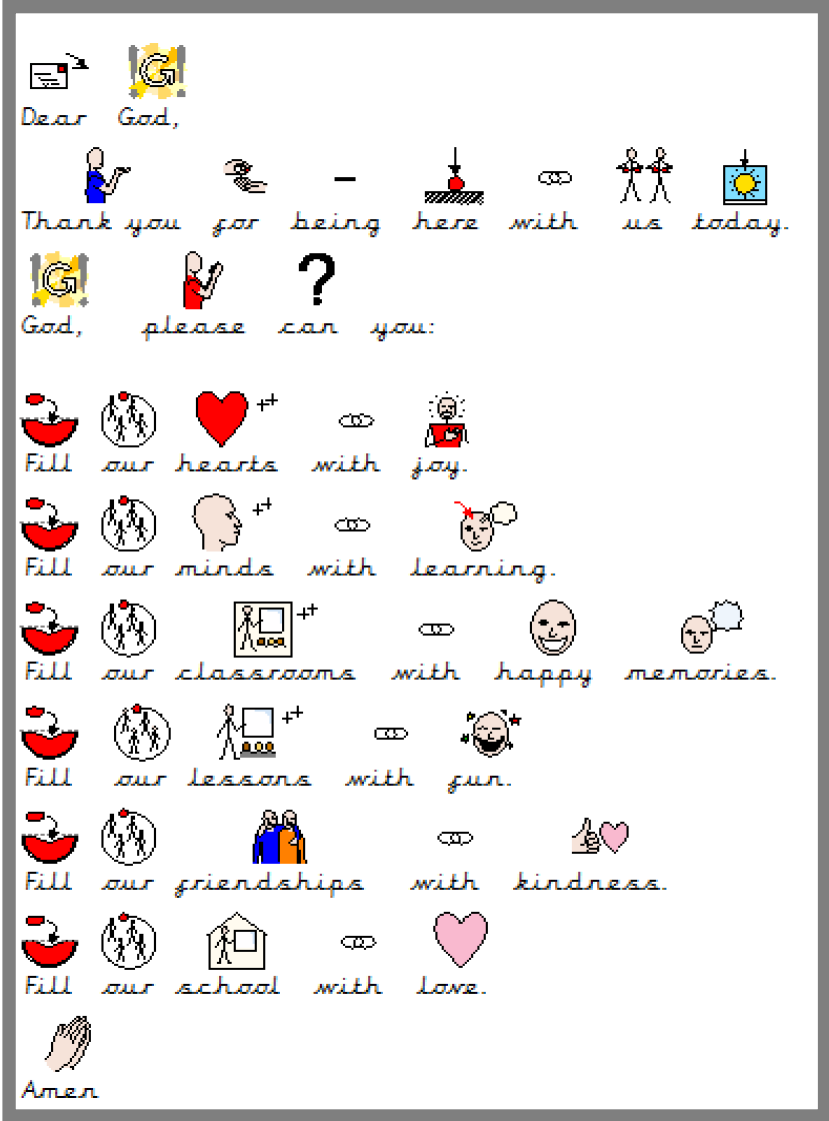 Dear God,
Thank you for being here with us today.
God, please can you:
Fill our hearts with joy.
Fill our minds with learning.
Fill our classrooms with happy memories.
Fill our lessons with fun.
Fill our friendships with kindness.
Fill our school with love.
Amen